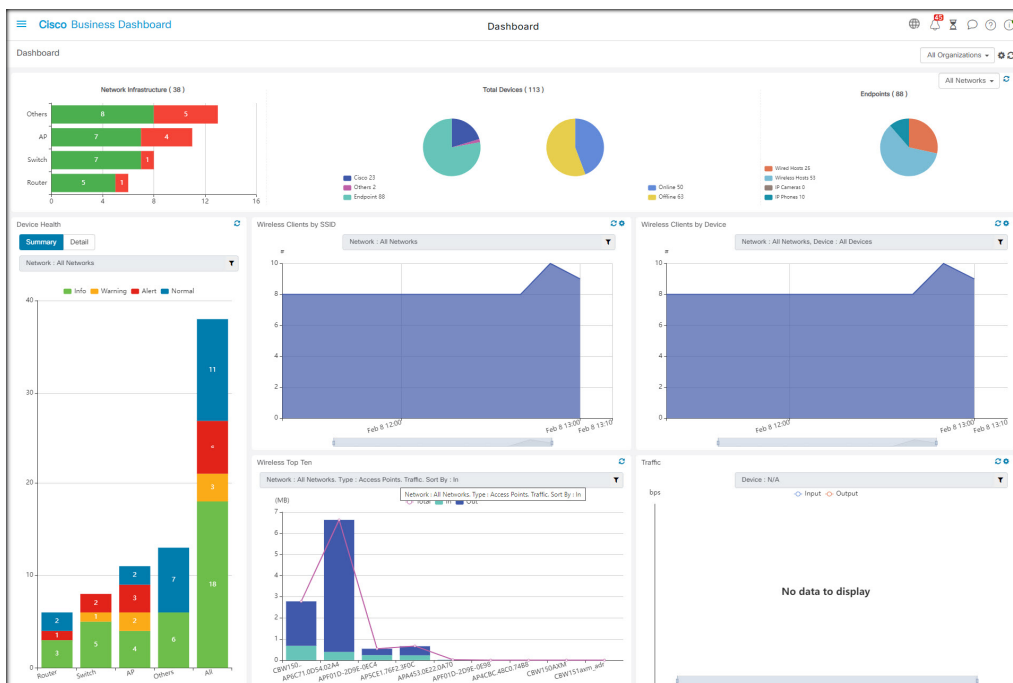 Cisco Business Dashboard
Dashboard
45
Dashboard
All Organizations
All Networks
Network Infrastructure ( 38 )
Others 8 5
AP 7 4
Switch 7 1
Router 5 1
0 4 8 12 16
Total Devices ( 113 )
Cisco 23
Others 2
Endpoint 88
Online 50
Offline 63
Endpoints ( 88 )
Wired Hosts 25
Wireless Hosts 53
IP Cameras 0
IP Phones 10
Device Health
Summary Detail
Network : All Networks
Info Warning Alert Normal
40
30
20
10
0
3 1 2
5 1 2
4 2 3 2
6 7
18 3 11
Router Switch AP Others All
Wireless Clients by SSID
Network : All Networks
#
10
8
6
4
2
0
Feb 8 12:00 Feb 8 13:00 Feb 8 13:10
Wireless Clients by Device
Network : All Networks, Device : All Devices
#
10
8
6
4
2
0
Feb 8 12:00 Feb 8 13:00 Feb 8 13:10
Wireless Top Ten
Network : All Networks. Type : Access Points. Traffic. Sort By : In
Network : All Networks. Type : Access Points. Traffic. Sort By : In
Total In Out
(MB)
7
6
5
4
3
2
1
0
CBW150.. AP6C71.0D54.02A4 APF01D-2D9E-0EC4 AP5CE1.76F2.3F0C APA453.0E22.0A70 APF01D-2D9E-0E98 AP4CBC.48C0.74B8 CBW150AXM CBW151axm_adr
Traffic
Device : N/A
bps
Input Output
No data to display